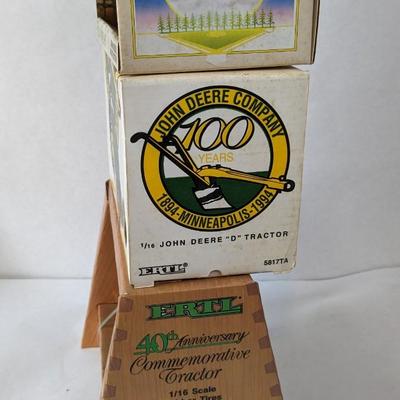 JOHN DEERE COMPANY
100
YEARS
1894-MINNEAPOLIS-1994
1/16 JOHN DEERE "D" TRACTOR
ERTL
5817TA
ERTL
40th Anniversary
Commemorative
Tractor
1/16 Scale
Tires